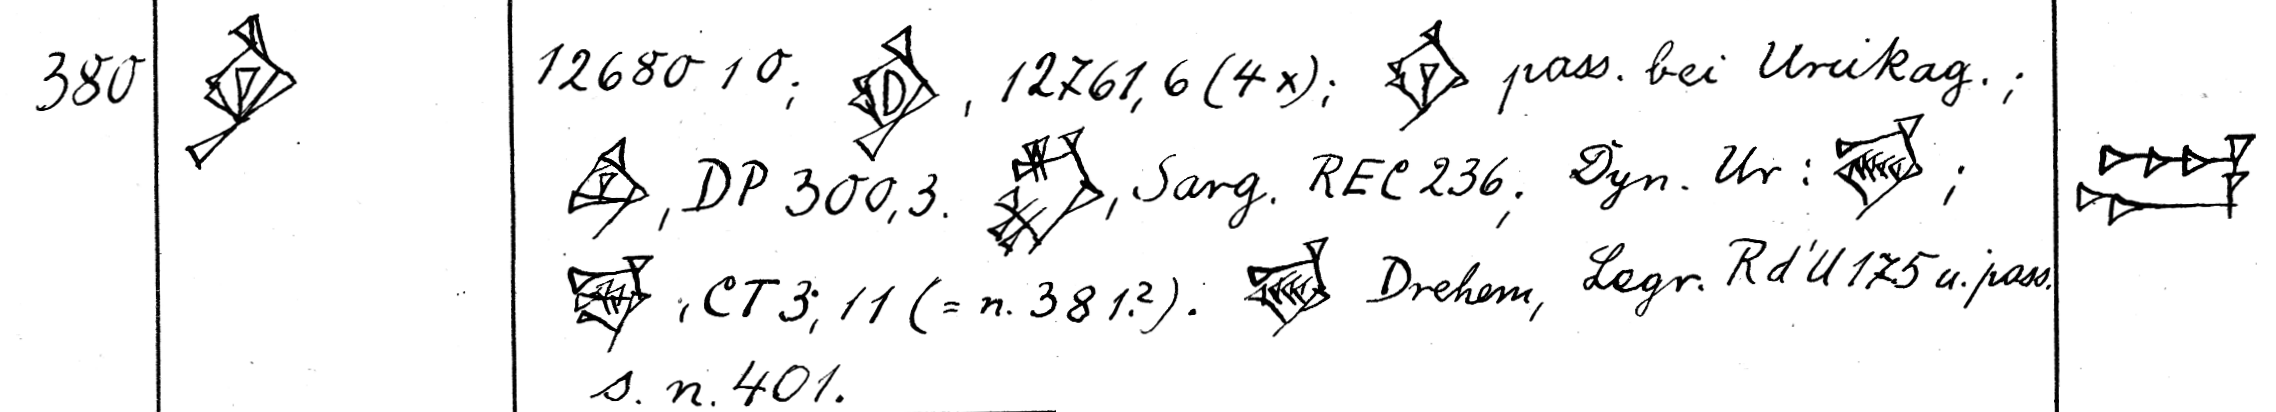 380 12680 10; , 12761, 6 (4 x); pass. bei Urukag. ;
, DP 300, 3. , Sarg. REC 236; Dyn. Ur : ;
, CT 3; 11 (= n. 381?). Drehem, Legr. Rd'U 175 u. pass.
s. n. 401.